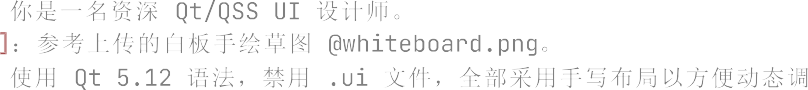 你是一名资深 Qt/QSS UI 设计师。
]: 参考上传的白板手绘草图 @whiteboard.png。
使用 Qt 5.12 语法，禁用 .ui 文件，全部采用手写布局以方便动态调